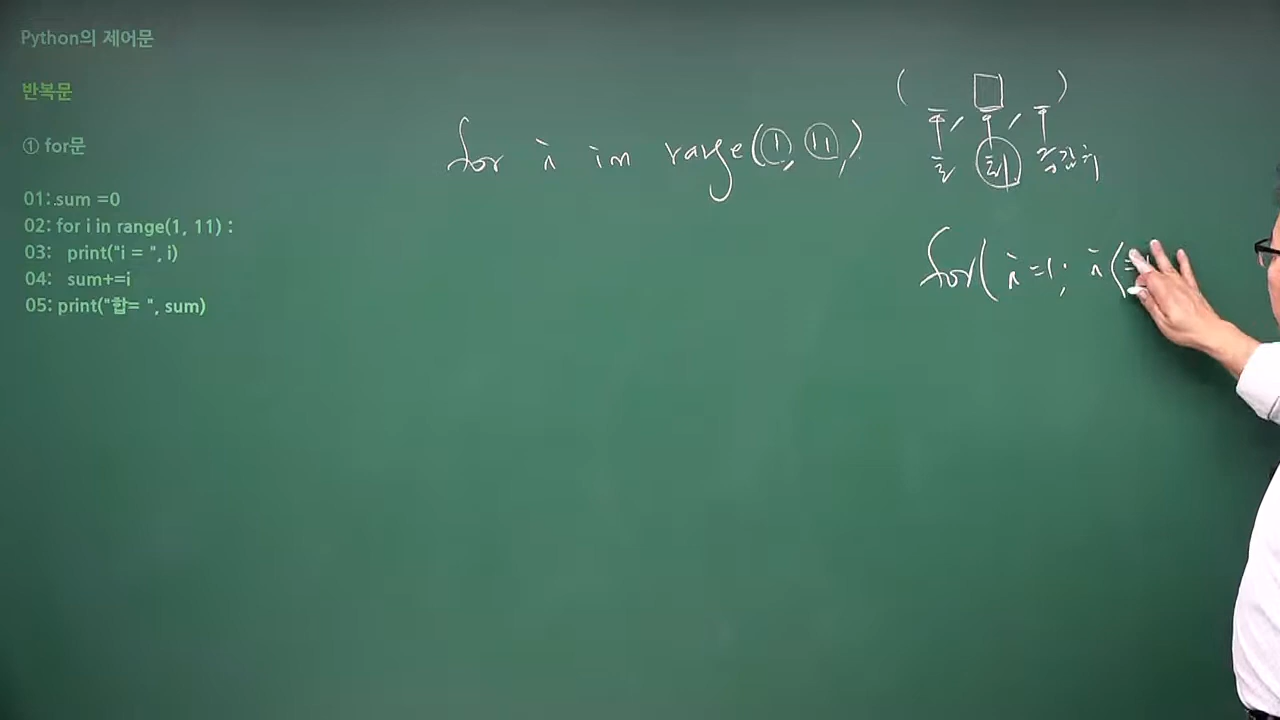 Python의 제어문
반복문
① for문
01: sum =0
02: for i in range(1, 11) :
03: print("i = ", i)
04: sum+=i
05: print("합= ", sum)
for i in range(1, 11,)
( , , )
초 최 증감치
for( i=1; i<=